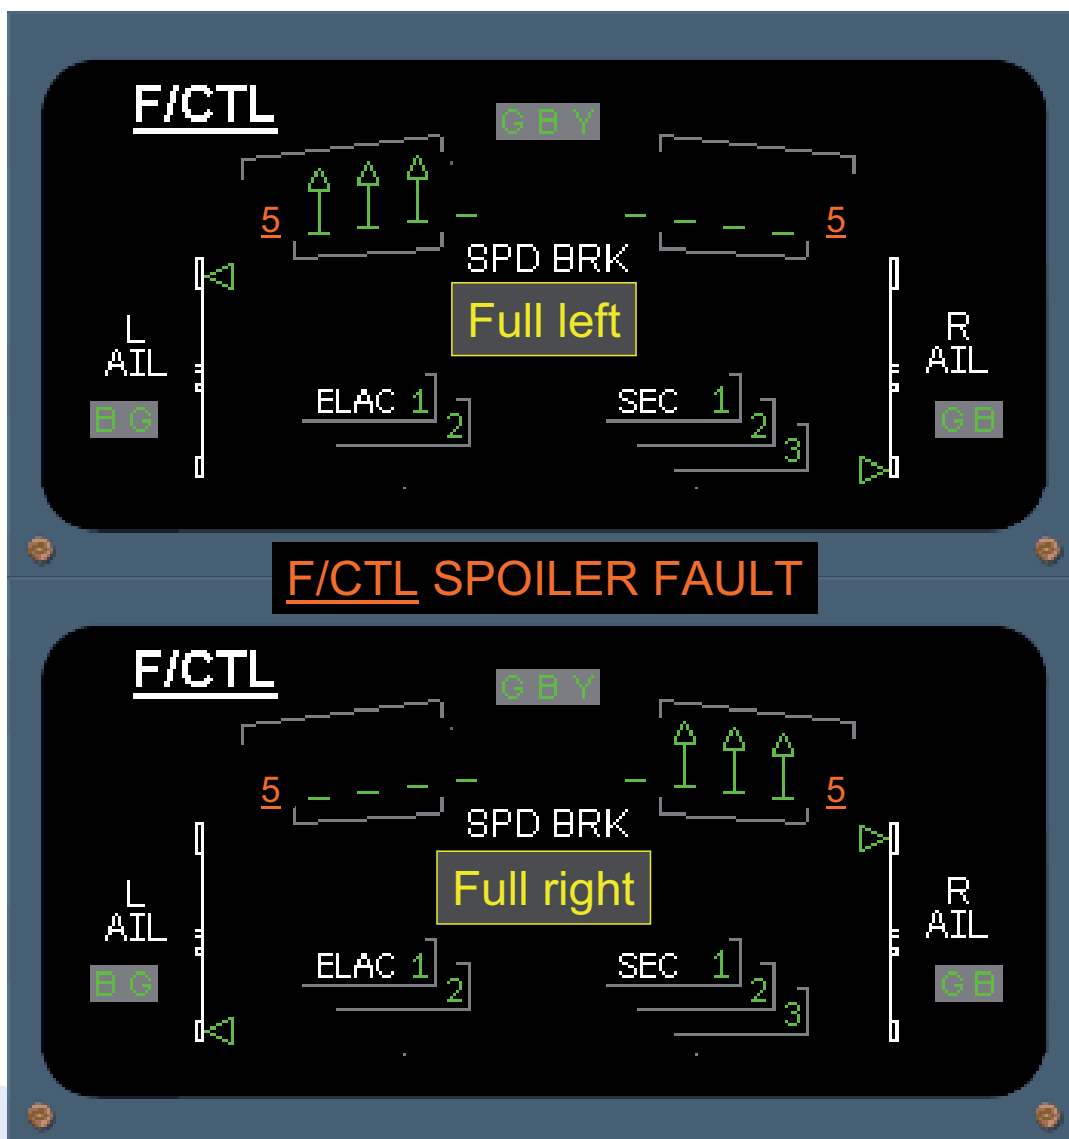 F/CTL
G B Y
5 5
SPD BRK
Full left
L
AIL
R
AIL
ELAC 1
2
SEC 1
2
3
B G
G B
F/CTL SPOILER FAULT
F/CTL
G B Y
5 5
SPD BRK
Full right
L
AIL
R
AIL
ELAC 1
2
SEC 1
2
3
B G
G B